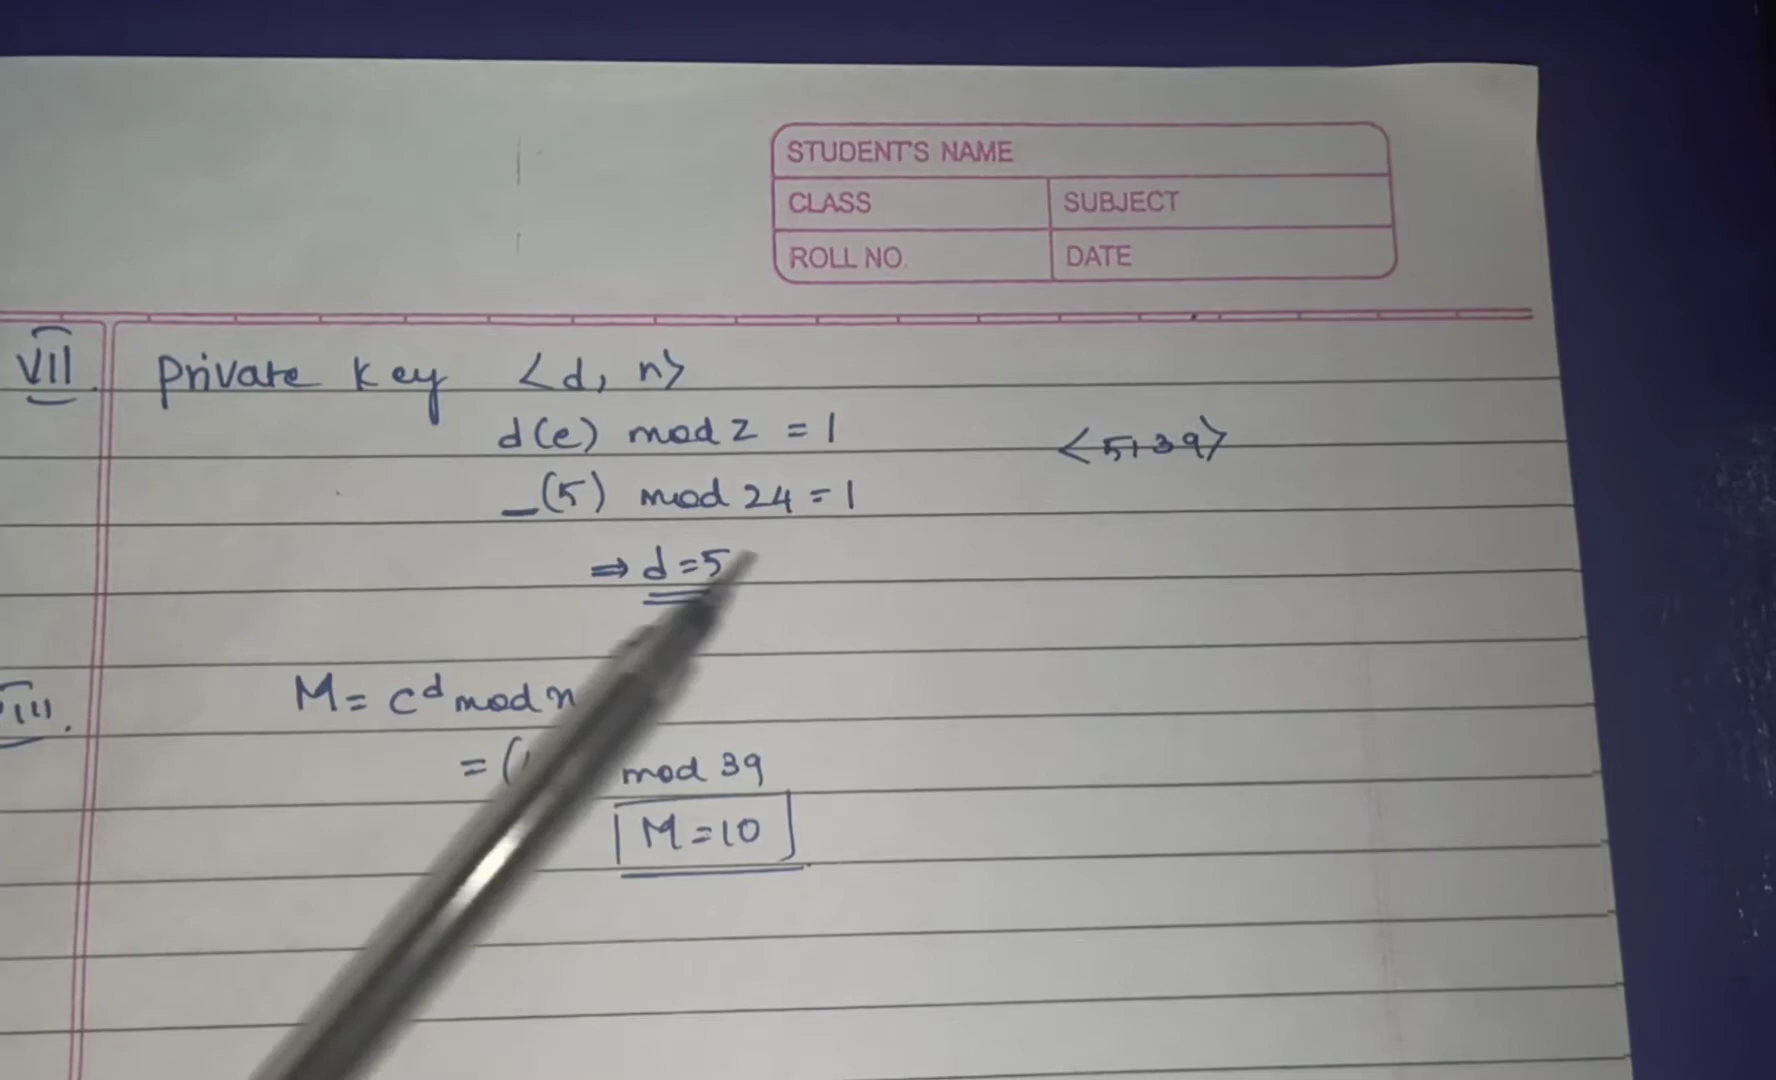 STUDENT'S NAME
CLASS SUBJECT
ROLL NO. DATE
VII Private key <d, n>
d(e) mod z = 1 <5,39>
_(5) mod 24 = 1
⇒ d=5
VIII. M= c^d mod n
= ( mod 39
M=10